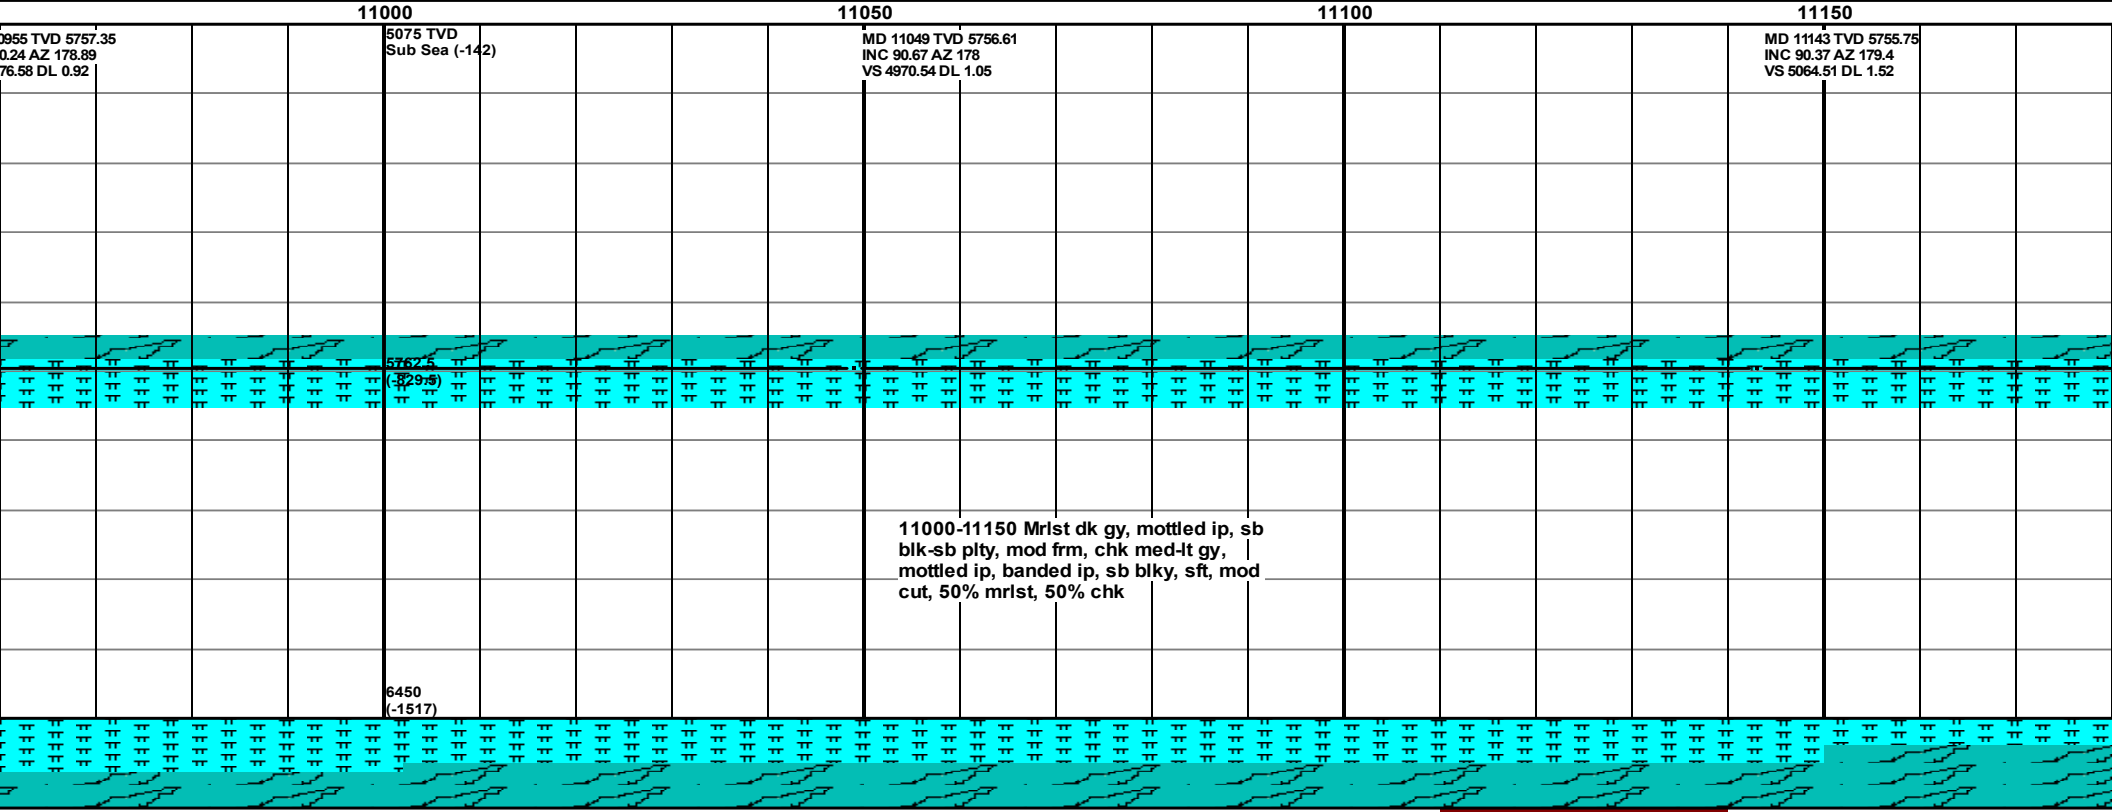 11000 11050 11100 11150
0955 TVD 5757.35
0.24 AZ 178.89
76.58 DL 0.92
5075 TVD
Sub Sea (-142)
MD 11049 TVD 5756.61
INC 90.67 AZ 178
VS 4970.54 DL 1.05
MD 11143 TVD 5755.75
INC 90.37 AZ 179.4
VS 5064.51 DL 1.52
5762.5
(-829.5)
11000-11150 Mrlst dk gy, mottled ip, sb
blk-sb plty, mod frm, chk med-lt gy,
mottled ip, banded ip, sb blky, sft, mod
cut, 50% mrlst, 50% chk
6450
(-1517)